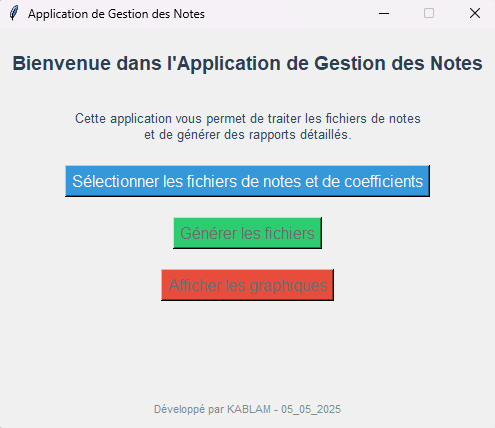 Application de Gestion des Notes
Bienvenue dans l'Application de Gestion des Notes
Cette application vous permet de traiter les fichiers de notes
et de générer des rapports détaillés.
Sélectionner les fichiers de notes et de coefficients
Générer les fichiers
Afficher les graphiques
Développé par KABLAM - 05_05_2025